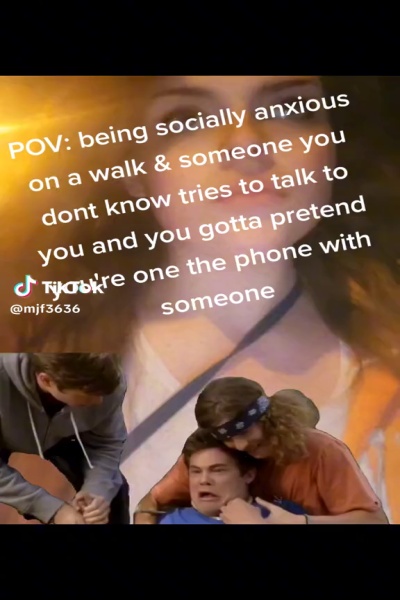 POV: being socially anxious
on a walk & someone you
dont know tries to talk to
you and you gotta pretend
you're one the phone with
someone
TikTok
@mjf3636